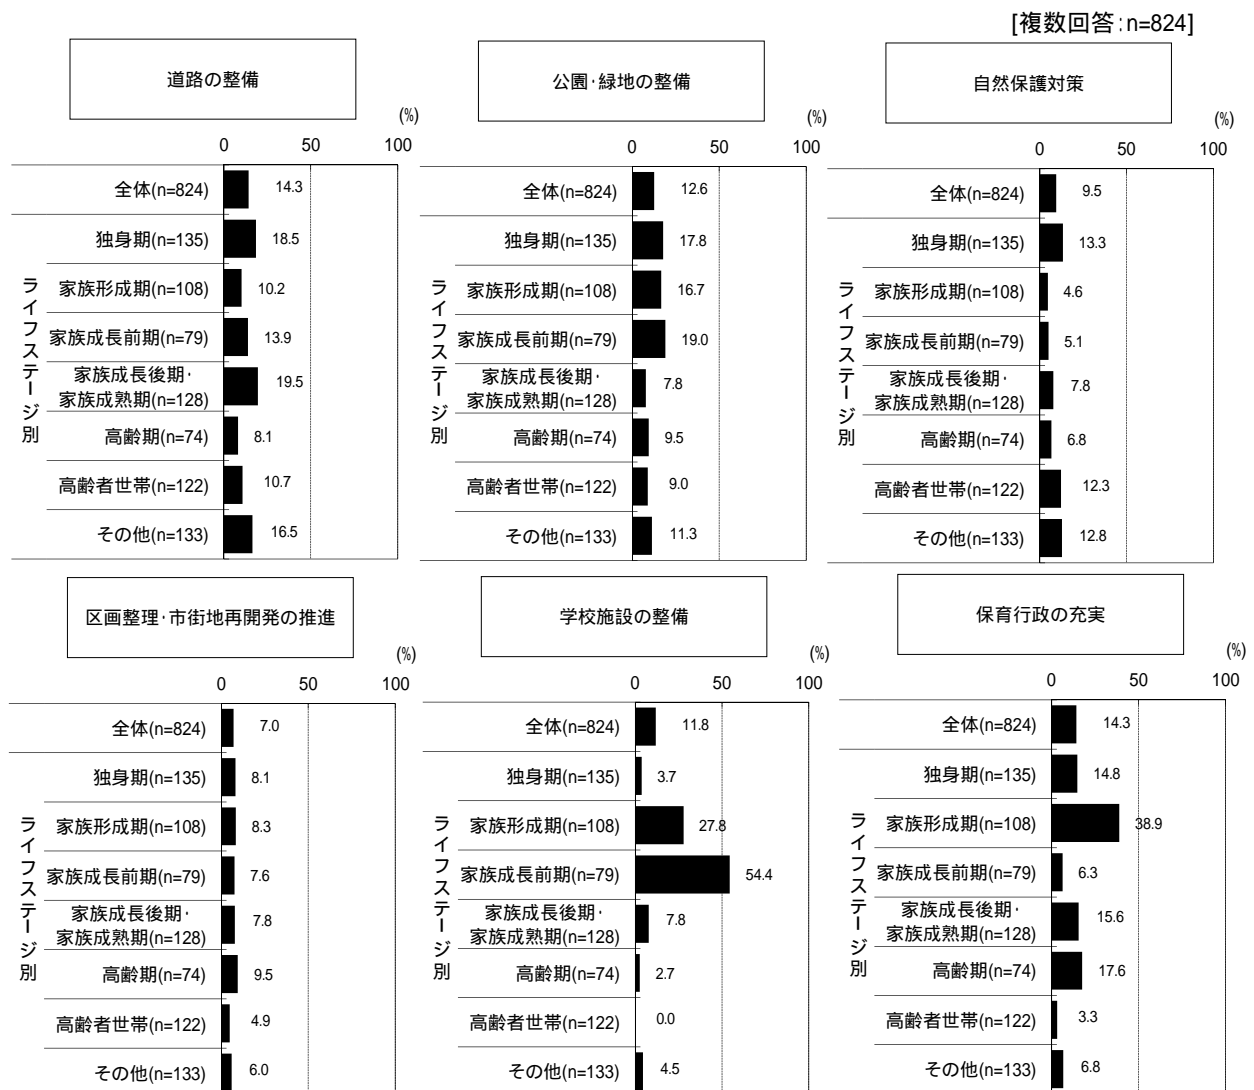 [複数回答:n=824]
道路の整備
(%)
0 50 100
全体(n=824) 14.3
独身期(n=135) 18.5
家族形成期(n=108) 10.2
家族成長前期(n=79) 13.9
家族成長後期・
家族成熟期(n=128) 19.5
高齢期(n=74) 8.1
高齢者世帯(n=122) 10.7
その他(n=133) 16.5
ライフステージ別
公園・緑地の整備
(%)
0 50 100
全体(n=824) 12.6
独身期(n=135) 17.8
家族形成期(n=108) 16.7
家族成長前期(n=79) 19.0
家族成長後期・
家族成熟期(n=128) 7.8
高齢期(n=74) 9.5
高齢者世帯(n=122) 9.0
その他(n=133) 11.3
ライフステージ別
自然保護対策
(%)
0 50 100
全体(n=824) 9.5
独身期(n=135) 13.3
家族形成期(n=108) 4.6
家族成長前期(n=79) 5.1
家族成長後期・
家族成熟期(n=128) 7.8
高齢期(n=74) 6.8
高齢者世帯(n=122) 12.3
その他(n=133) 12.8
ライフステージ別
区画整理・市街地再開発の推進
(%)
0 50 100
全体(n=824) 7.0
独身期(n=135) 8.1
家族形成期(n=108) 8.3
家族成長前期(n=79) 7.6
家族成長後期・
家族成熟期(n=128) 7.8
高齢期(n=74) 9.5
高齢者世帯(n=122) 4.9
その他(n=133) 6.0
ライフステージ別
学校施設の整備
(%)
0 50 100
全体(n=824) 11.8
独身期(n=135) 3.7
家族形成期(n=108) 27.8
家族成長前期(n=79) 54.4
家族成長後期・
家族成熟期(n=128) 7.8
高齢期(n=74) 2.7
高齢者世帯(n=122) 0.0
その他(n=133) 4.5
ライフステージ別
保育行政の充実
(%)
0 50 100
全体(n=824) 14.3
独身期(n=135) 14.8
家族形成期(n=108) 38.9
家族成長前期(n=79) 6.3
家族成長後期・
家族成熟期(n=128) 15.6
高齢期(n=74) 17.6
高齢者世帯(n=122) 3.3
その他(n=133) 6.8
ライフステージ別